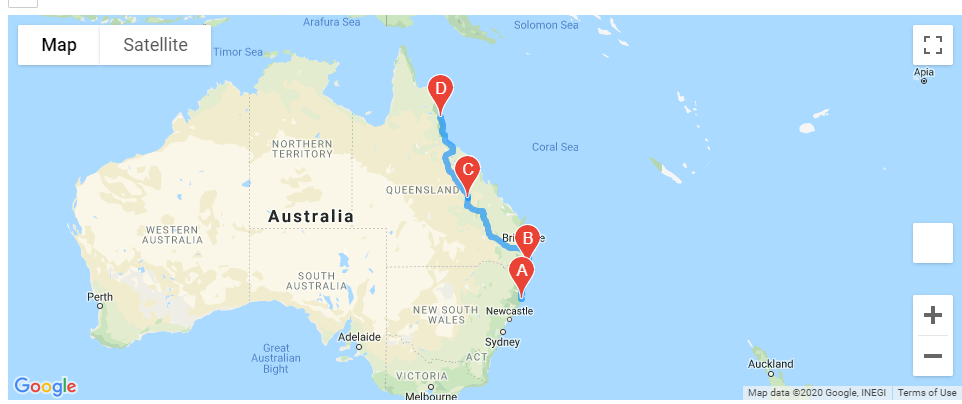 Map
Satellite
Arafura Sea
Solomon Sea
Timor Sea
Apia
D
Coral Sea
NORTHERN
TERRITORY
C
QUEENSLAND
Australia
WESTERN
AUSTRALIA
B
A
SOUTH
AUSTRALIA
Perth
NEW SOUTH
WALES
Newcastle
Adelaide
Sydney
Great
Australian
Bight
ACT
Auckland
VICTORIA
Melbourne
Google
Map data ©2020 Google, INEGI
Terms of Use